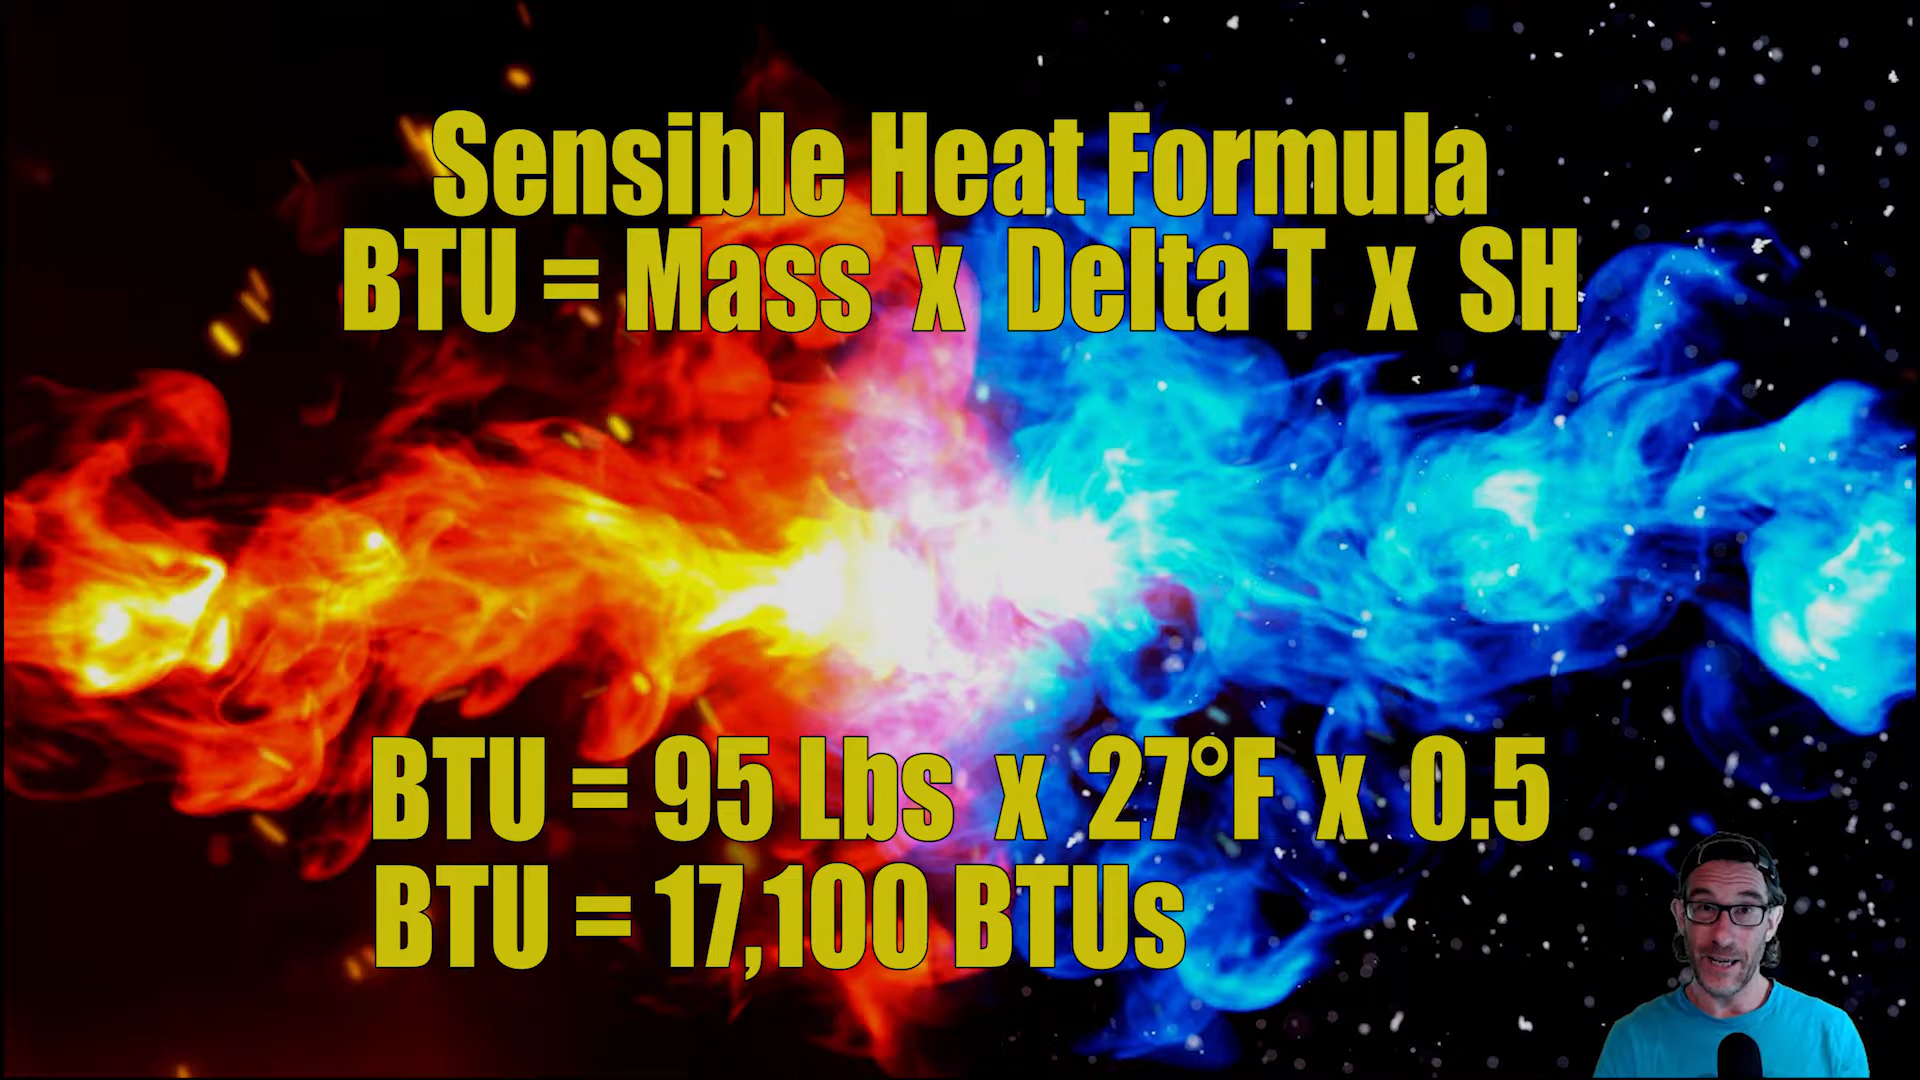 Sensible Heat Formula
BTU = Mass x Delta T x SH
BTU = 95 Lbs x 27°F x 0.5
BTU = 17,100 BTUs